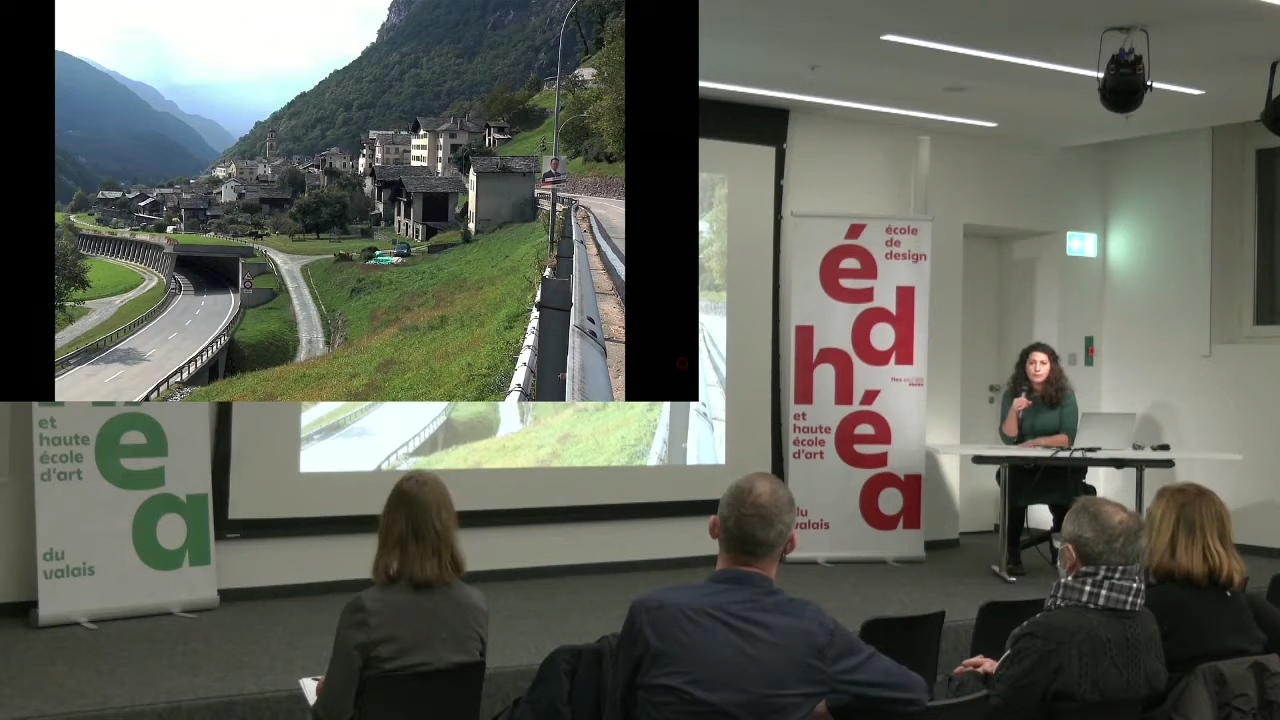 é
école
de
design
d
h
é
et
haute
école
d'art
a
du
valais
et
haute
école
d'art
é
a
du
valais